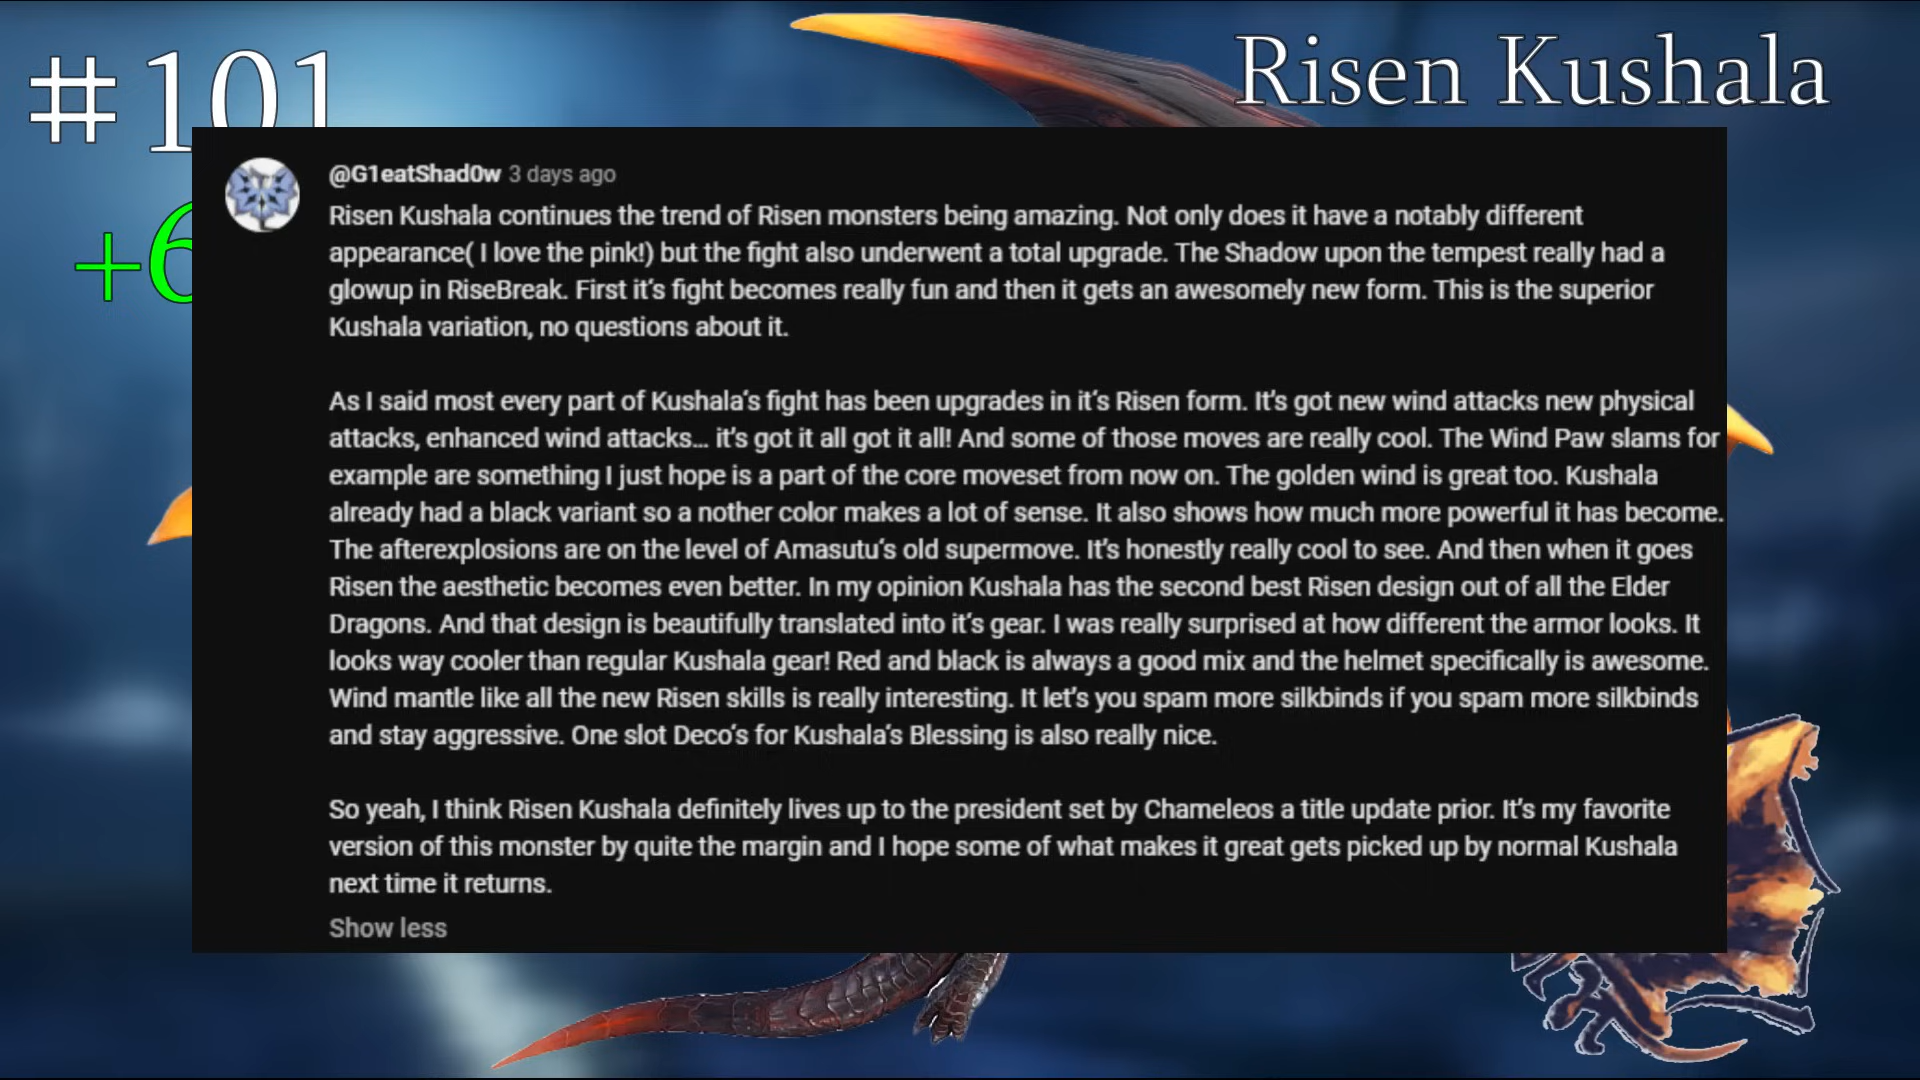 #101
Risen Kushala
+6
@G1eatShad0w 3 days ago
Risen Kushala continues the trend of Risen monsters being amazing. Not only does it have a notably different
appearance( I love the pink!) but the fight also underwent a total upgrade. The Shadow upon the tempest really had a
glowup in RiseBreak. First it‘s fight becomes really fun and then it gets an awesomely new form. This is the superior
Kushala variation, no questions about it.
As I said most every part of Kushala‘s fight has been upgrades in it‘s Risen form. It‘s got new wind attacks new physical
attacks, enhanced wind attacks… it‘s got it all got it all! And some of those moves are really cool. The Wind Paw slams for
example are something I just hope is a part of the core moveset from now on. The golden wind is great too. Kushala
already had a black variant so a nother color makes a lot of sense. It also shows how much more powerful it has become.
The afterexplosions are on the level of Amasutu‘s old supermove. It‘s honestly really cool to see. And then when it goes
Risen the aesthetic becomes even better. In my opinion Kushala has the second best Risen design out of all the Elder
Dragons. And that design is beautifully translated into it‘s gear. I was really surprised at how different the armor looks. It
looks way cooler than regular Kushala gear! Red and black is always a good mix and the helmet specifically is awesome.
Wind mantle like all the new Risen skills is really interesting. It let‘s you spam more silkbinds if you spam more silkbinds
and stay aggressive. One slot Deco‘s for Kushala‘s Blessing is also really nice.
So yeah, I think Risen Kushala definitely lives up to the president set by Chameleos a title update prior. It‘s my favorite
version of this monster by quite the margin and I hope some of what makes it great gets picked up by normal Kushala
next time it returns.
Show less